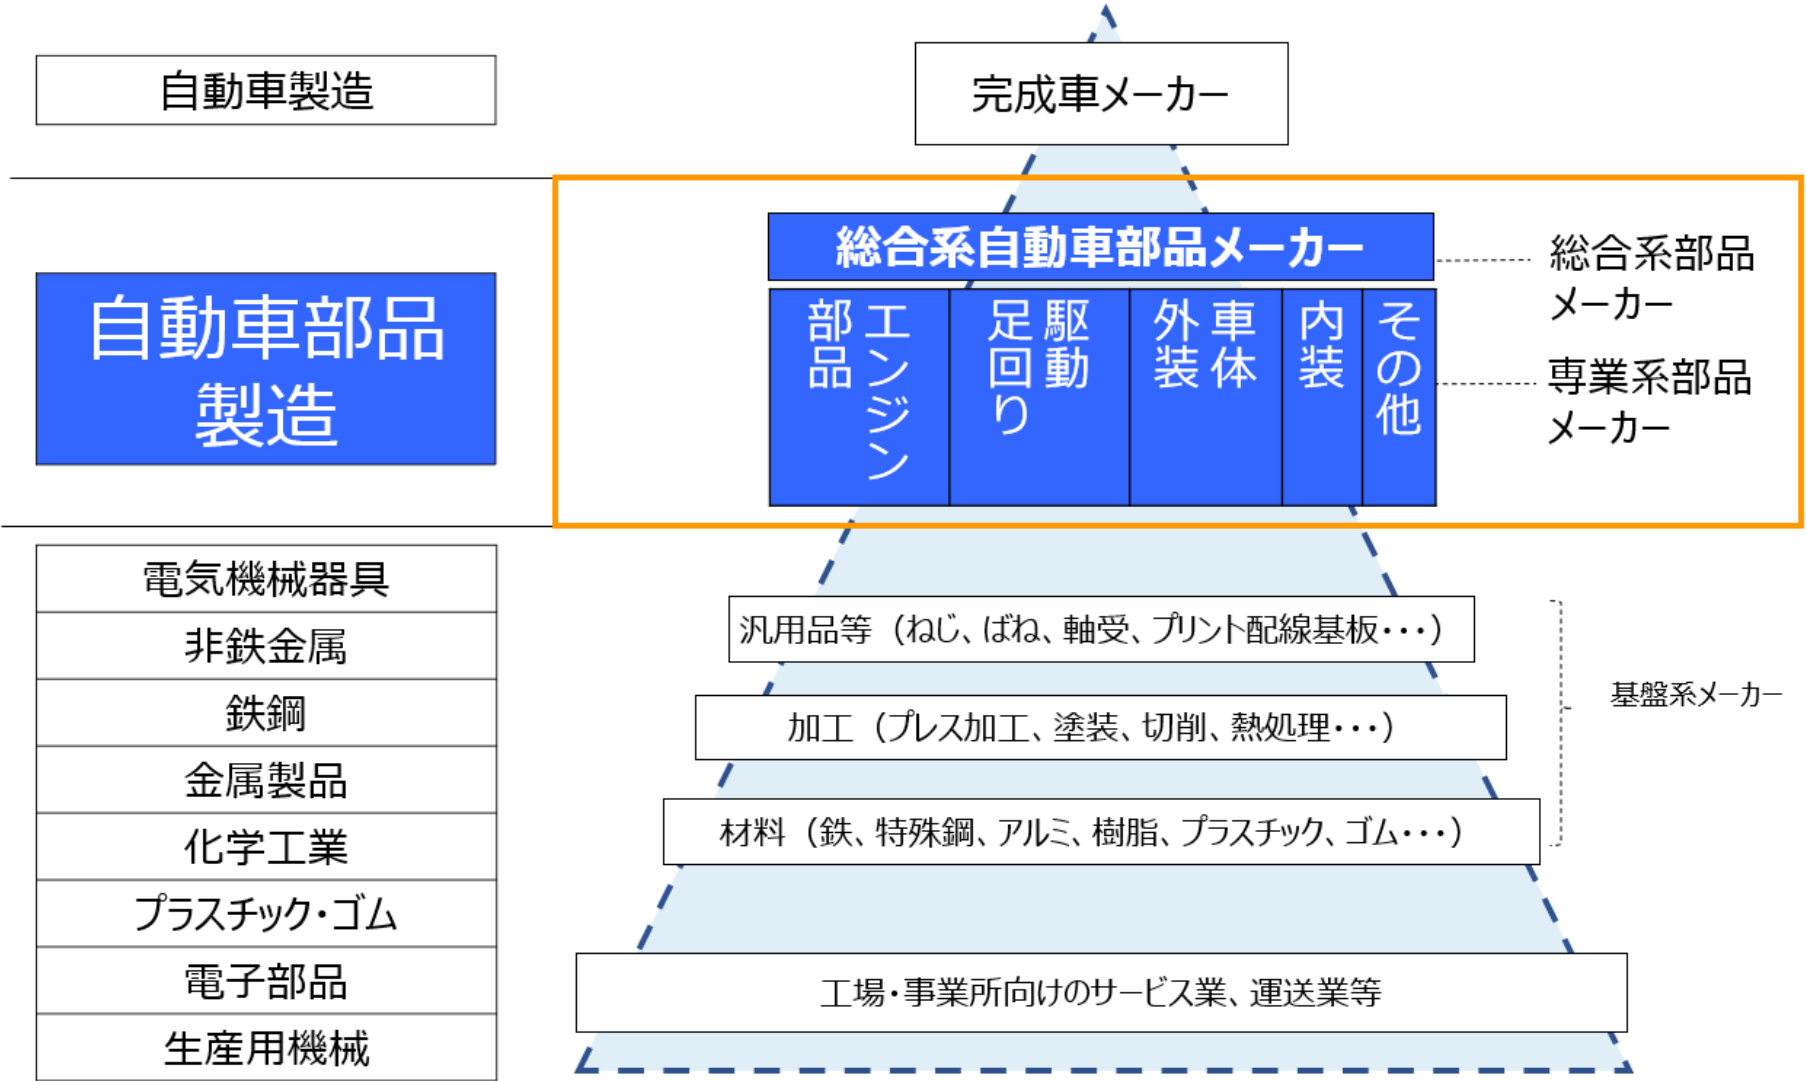 自動車製造
完成車メーカー
自動車部品
製造
総合系自動車部品メーカー
エンジン
部品
駆動
足回り
車体
外装
内装
その他
総合系部品
メーカー
専業系部品
メーカー
電気機械器具
非鉄金属
鉄鋼
金属製品
化学工業
プラスチック・ゴム
電子部品
生産用機械
汎用品等（ねじ、ばね、軸受、プリント配線基板・・・）
加工（プレス加工、塗装、切削、熱処理・・・）
材料（鉄、特殊鋼、アルミ、樹脂、プラスチック、ゴム・・・）
基盤系メーカー
工場・事業所向けのサービス業、運送業等